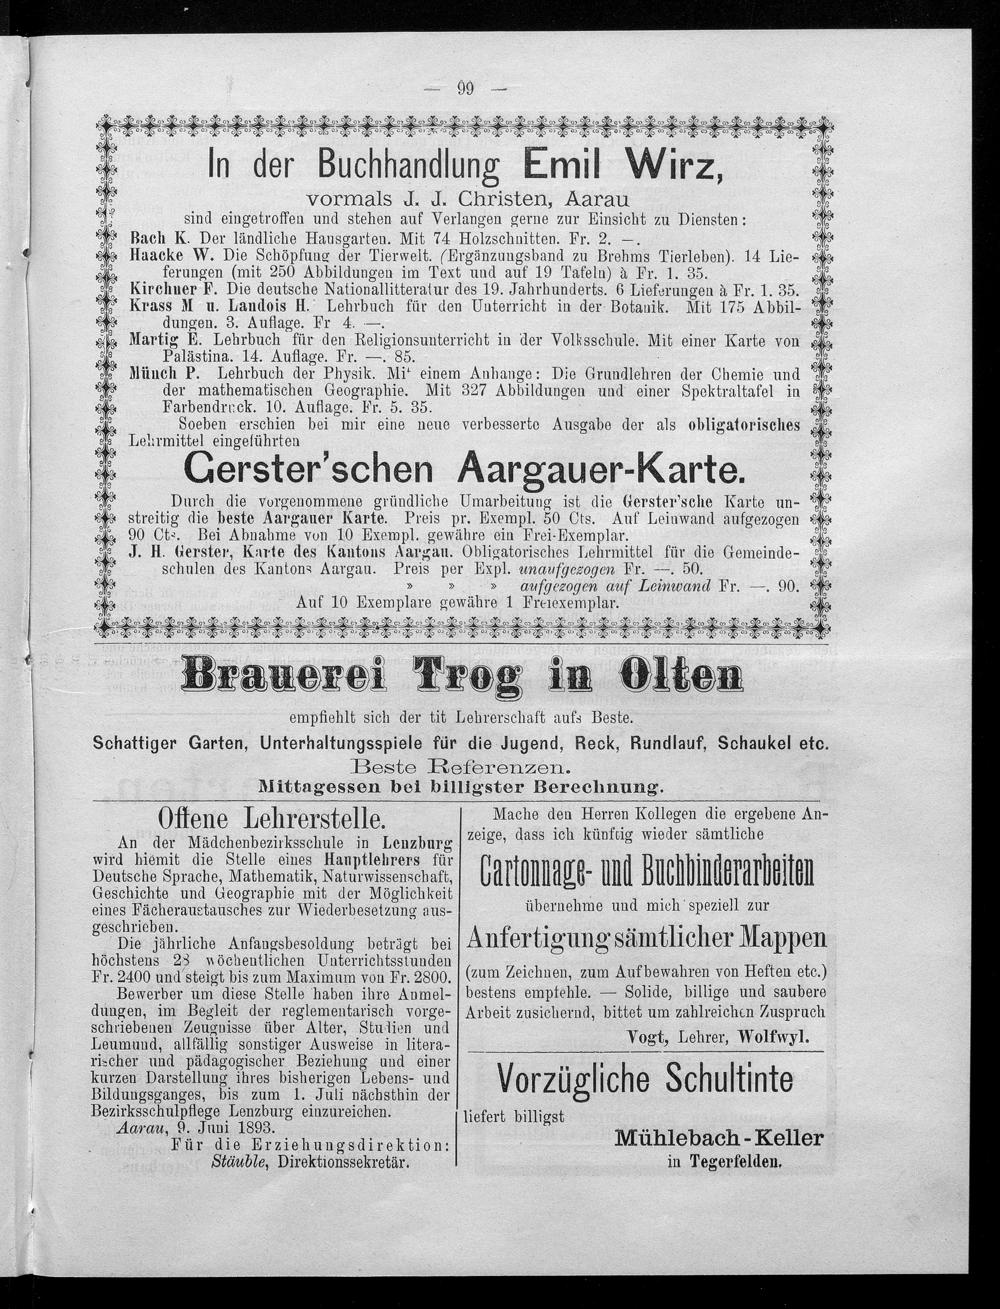 — 99 —
In der Buchhandlung Emil Wirz,
vormals J. J. Christen, Aarau
sind eingetroffen und stehen auf Verlangen gerne zur Einsicht zu Diensten:
Bach K. Der ländliche Hausgarten. Mit 74 Holzschnitten. Fr. 2. —.
Haacke W. Die Schöpfung der Tierwelt. (Ergänzungsband zu Brehms Tierleben). 14 Lie-
ferungen (mit 250 Abbildungen im Text und auf 19 Tafeln) à Fr. 1. 35.
Kirchner F. Die deutsche Nationallitteratur des 19. Jahrhunderts. 6 Lieferungen à Fr. 1. 35.
Krass M u. Landois H. Lehrbuch für den Unterricht in der Botanik. Mit 175 Abbil-
dungen. 3. Auflage. Fr 4. —.
Martig E. Lehrbuch für den Religionsunterricht in der Volksschule. Mit einer Karte von
Palästina. 14. Auflage. Fr. —. 85.
Münch P. Lehrbuch der Physik. Mit einem Anhange: Die Grundlehren der Chemie und
der mathematischen Geographie. Mit 327 Abbildungen und einer Spektraltafel in
Farbendruck. 10. Auflage. Fr. 5. 35.
Soeben erschien bei mir eine neue verbesserte Ausgabe der als obligatorisches
Lehrmittel eingeführten
Gerster'schen Aargauer-Karte.
Durch die vorgenommene gründliche Umarbeitung ist die Gerster'sche Karte un-
streitig die beste Aargauer Karte. Preis pr. Exempl. 50 Cts. Auf Leinwand aufgezogen
90 Cts. Bei Abnahme von 10 Exempl. gewähre ein Frei-Exemplar.
J. H. Gerster, Karte des Kantons Aargau. Obligatorisches Lehrmittel für die Gemeinde-
schulen des Kantons Aargau. Preis per Expl. unaufgezogen Fr. —. 50.
» » » aufgezogen auf Leinwand Fr. —. 90.
Auf 10 Exemplare gewähre 1 Freiexemplar.
Brauerei Trog in Olten
empfiehlt sich der tit Lehrerschaft aufs Beste.
Schattiger Garten, Unterhaltungsspiele für die Jugend, Reck, Rundlauf, Schaukel etc.
Beste Referenzen.
Mittagessen bei billigster Berechnung.
Offene Lehrerstelle.
An der Mädchenbezirksschule in Lenzburg
wird hiemit die Stelle eines Hauptlehrers für
Deutsche Sprache, Mathematik, Naturwissenschaft,
Geschichte und Geographie mit der Möglichkeit
eines Fächeraustausches zur Wiederbesetzung aus-
geschrieben.
Die jährliche Anfangsbesoldung beträgt bei
höchstens 28 wöchentlichen Unterrichtsstunden
Fr. 2400 und steigt bis zum Maximum von Fr. 2800.
Bewerber um diese Stelle haben ihre Anmel-
dungen, im Begleit der reglementarisch vorge-
schriebenen Zeugnisse über Alter, Studien und
Leumund, allfällig sonstiger Ausweise in litera-
rischer und pädagogischer Beziehung und einer
kurzen Darstellung ihres bisherigen Lebens- und
Bildungsganges, bis zum 1. Juli nächsthin der
Bezirksschulpflege Lenzburg einzureichen.
Aarau, 9. Juni 1893.
Für die Erziehungsdirektion:
Stäuble, Direktionssekretär.
Mache den Herren Kollegen die ergebene An-
zeige, dass ich künftig wieder sämtliche
Cartonnage- und Buchbinderarbeiten
übernehme und mich speziell zur
Anfertigung sämtlicher Mappen
(zum Zeichnen, zum Aufbewahren von Heften etc.)
bestens empfehle. — Solide, billige und saubere
Arbeit zusichernd, bittet um zahlreichen Zuspruch
Vogt, Lehrer, Wolfwyl.
Vorzügliche Schultinte
liefert billigst
Mühlebach-Keller
in Tegerfelden.